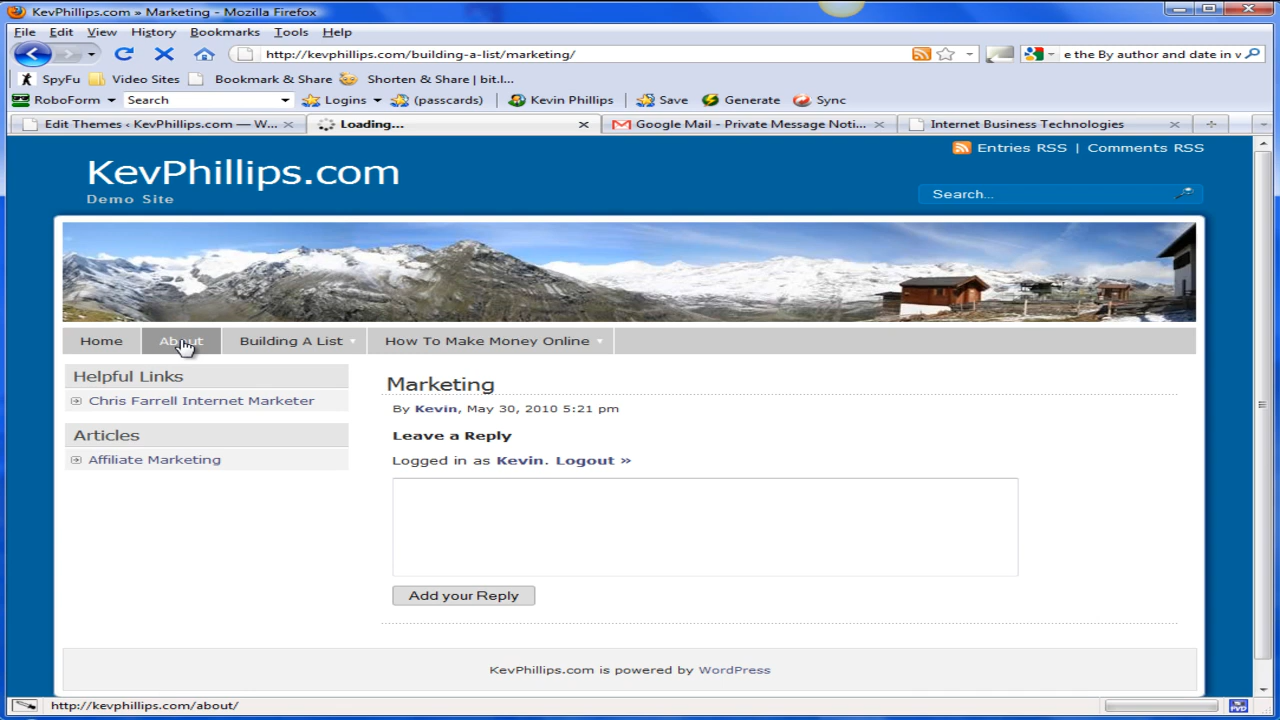 KevPhillips.com » Marketing - Mozilla Firefox
File Edit View History Bookmarks Tools Help
http://kevphillips.com/building-a-list/marketing/ e the By author and date in v
SpyFu Video Sites Bookmark & Share Shorten & Share | bit.l...
RoboForm Search Logins (passcards) Kevin Phillips Save Generate Sync
Edit Themes ‹ KevPhillips.com — W... Loading... Google Mail - Private Message Noti... Internet Business Technologies
Entries RSS | Comments RSS
KevPhillips.com
Demo Site
Search...
Home About Building A List How To Make Money Online
Helpful Links
Chris Farrell Internet Marketer
Articles
Affiliate Marketing
Marketing
By Kevin, May 30, 2010 5:21 pm
Leave a Reply
Logged in as Kevin. Logout »
Add your Reply
KevPhillips.com is powered by WordPress
http://kevphillips.com/about/
PVD